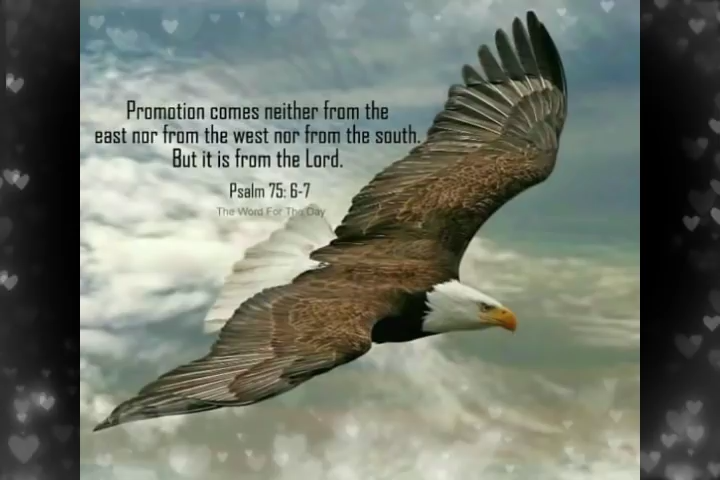 Promotion comes neither from the
east nor from the west nor from the south.
But it is from the Lord.
Psalm 75: 6-7
The Word For The Day